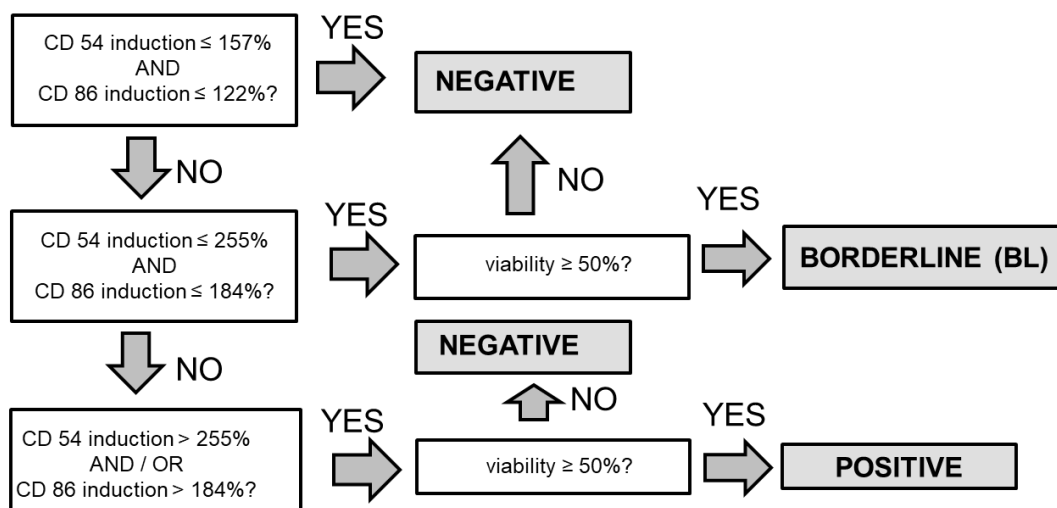 CD 54 induction ≤ 157%
AND
CD 86 induction ≤ 122%?
YES
NEGATIVE
NO
NO
CD 54 induction ≤ 255%
AND
CD 86 induction ≤ 184%?
YES
viability ≥ 50%?
YES
BORDERLINE (BL)
NO
NEGATIVE
NO
CD 54 induction > 255%
AND / OR
CD 86 induction > 184%?
YES
viability ≥ 50%?
YES
POSITIVE